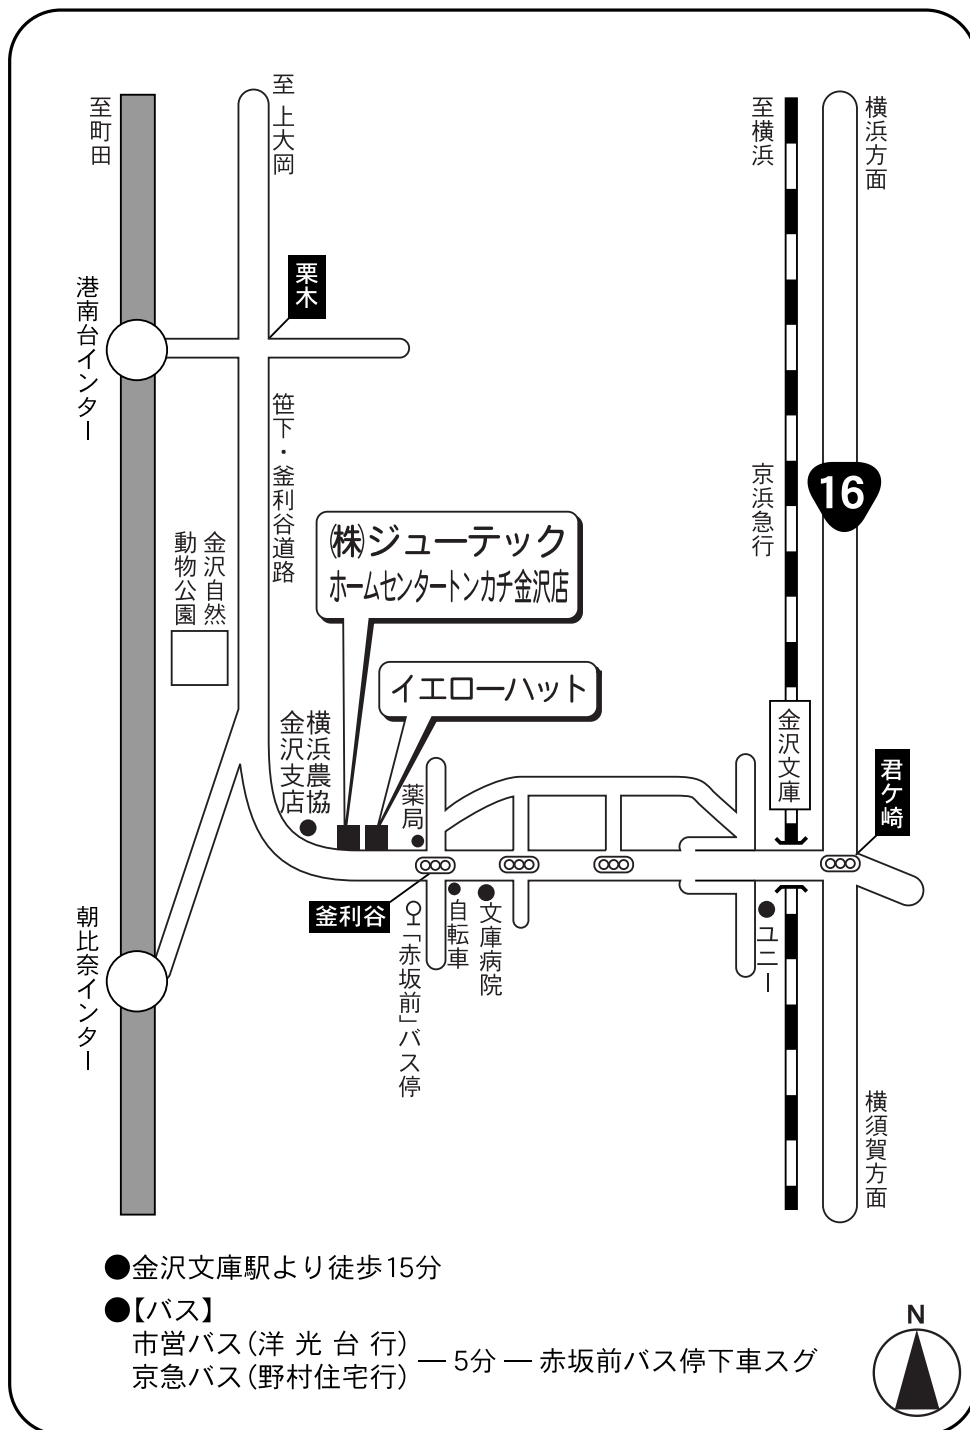 至町田
至 上大岡
至横浜
横浜方面
栗木
港南台インター
笹下・釜利谷道路
京浜急行
16
㈱ジューテック
ホームセンタートンカチ金沢店
金沢自然
動物公園
イエローハット
横浜農協
金沢支店
薬局
金沢文庫
君ケ崎
釜利谷
「赤坂前」バス停
自転車
文庫病院
ユニー
朝比奈インター
横須賀方面
●金沢文庫駅より徒歩15分
●【バス】
市営バス(洋 光 台 行)
京急バス(野村住宅行)
― 5分 ― 赤坂前バス停下車スグ
N